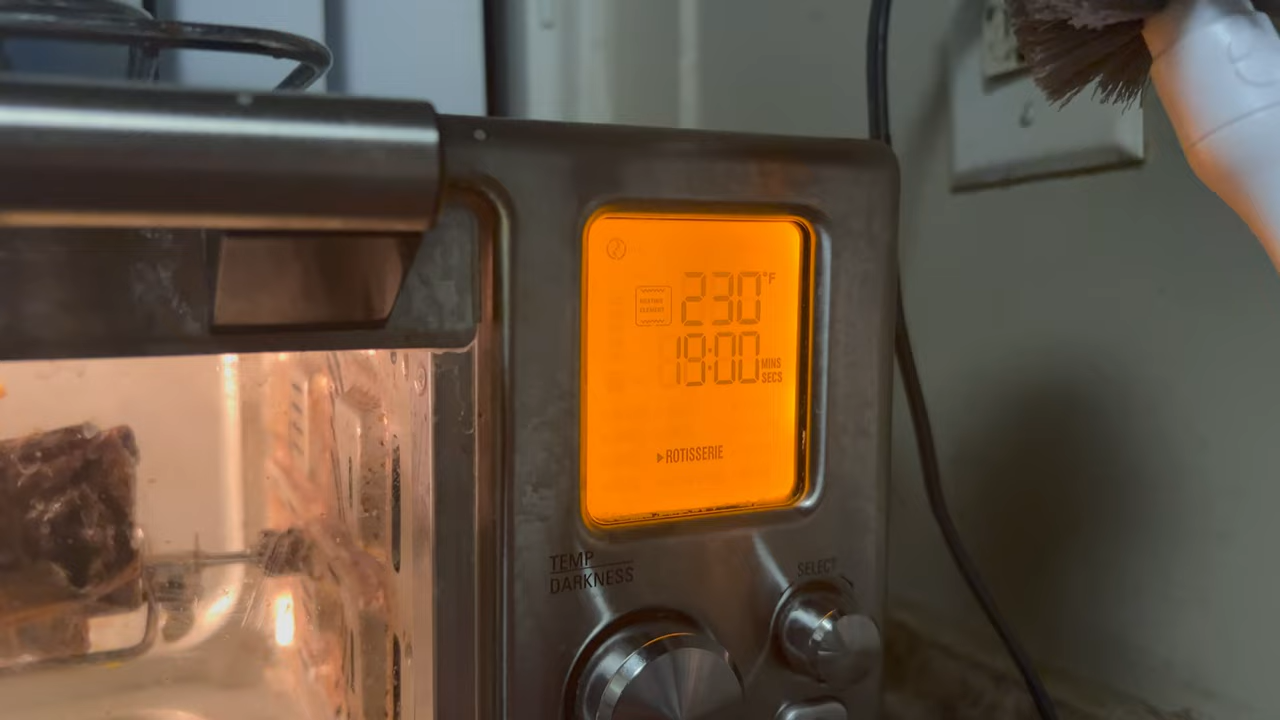 HEATING
ELEMENT
230°F
19:00 MINS
SECS
▶ROTISSERIE
TEMP
DARKNESS
SELECT